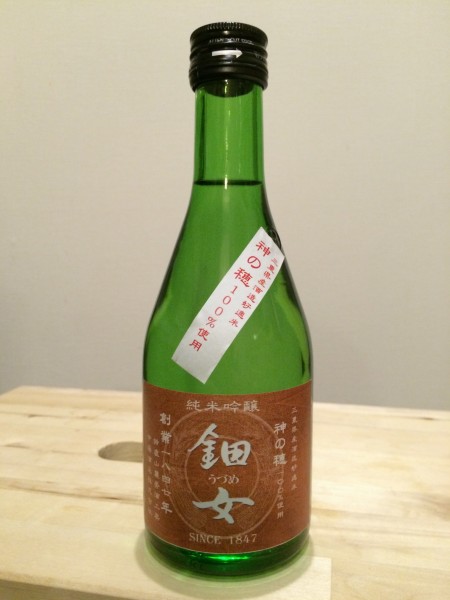 三重県産酒造好適米
神の穂100%使用
純米吟醸
神の穂
創業一八四七年
鈿女
うづめ
SINCE 1847